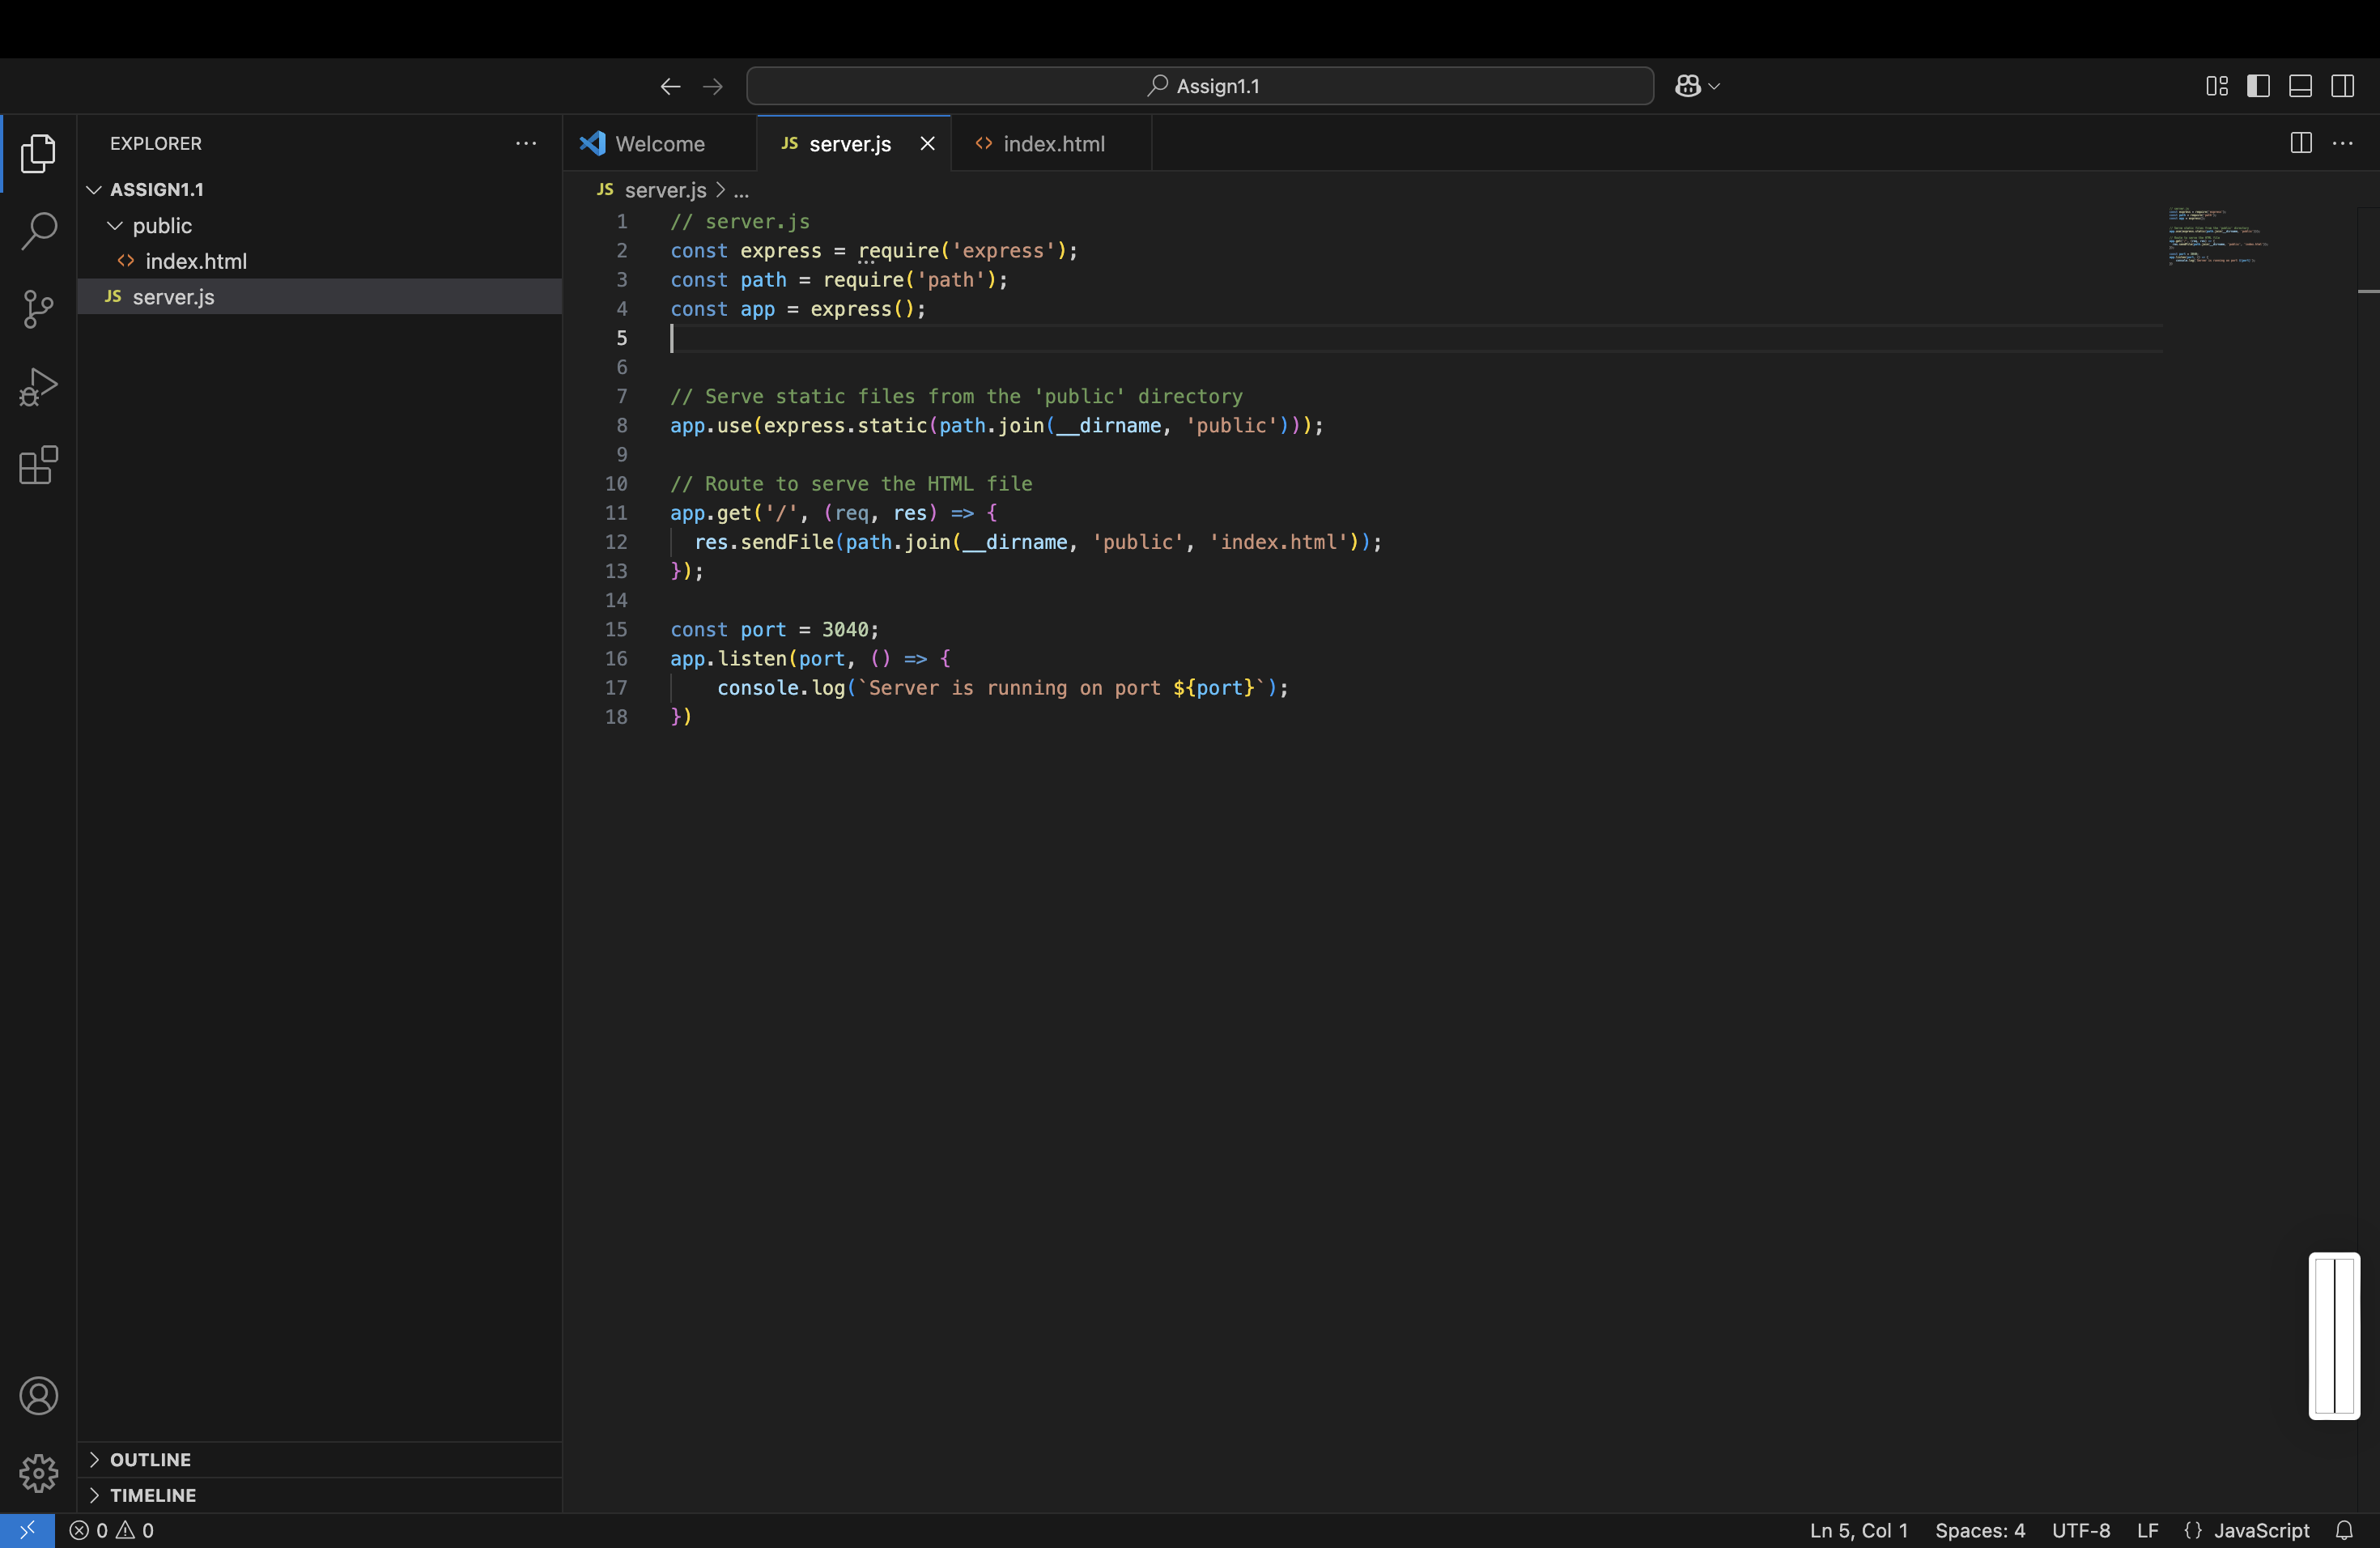 Assign1.1
EXPLORER
Welcome
JS server.js
index.html
ASSIGN1.1
public
index.html
JS server.js
JS server.js > ...
1 // server.js
2 const express = require('express');
3 const path = require('path');
4 const app = express();
5
6
7 // Serve static files from the 'public' directory
8 app.use(express.static(path.join(__dirname, 'public')));
9
10 // Route to serve the HTML file
11 app.get('/', (req, res) => {
12   res.sendFile(path.join(__dirname, 'public', 'index.html'));
13 });
14
15 const port = 3040;
16 app.listen(port, () => {
17     console.log(`Server is running on port ${port}`);
18 })
OUTLINE
TIMELINE
0 0
Ln 5, Col 1 Spaces: 4 UTF-8 LF {} JavaScript